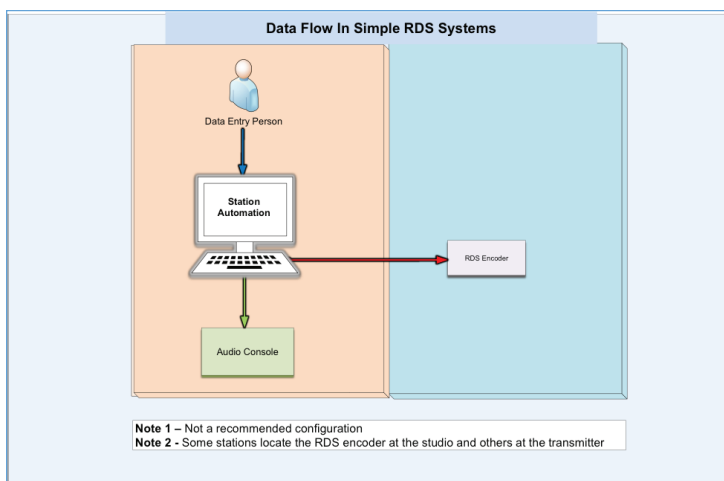 Data Flow In Simple RDS Systems
Data Entry Person
Station
Automation
RDS Encoder
Audio Console
Note 1 – Not a recommended configuration
Note 2 - Some stations locate the RDS encoder at the studio and others at the transmitter